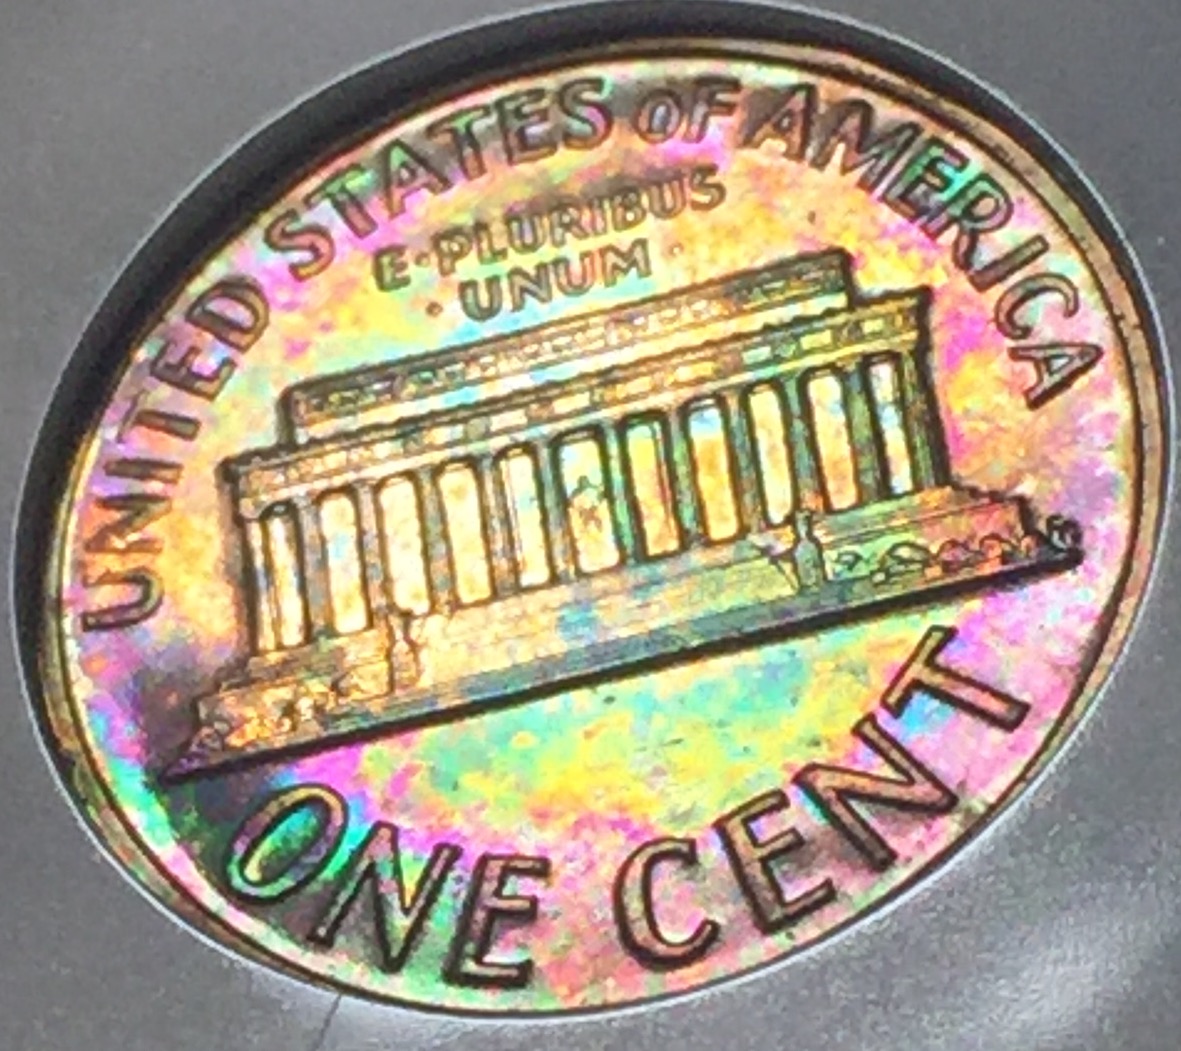 UNITED STATES OF AMERICA
E·PLURIBUS
·UNUM·
ONE CENT